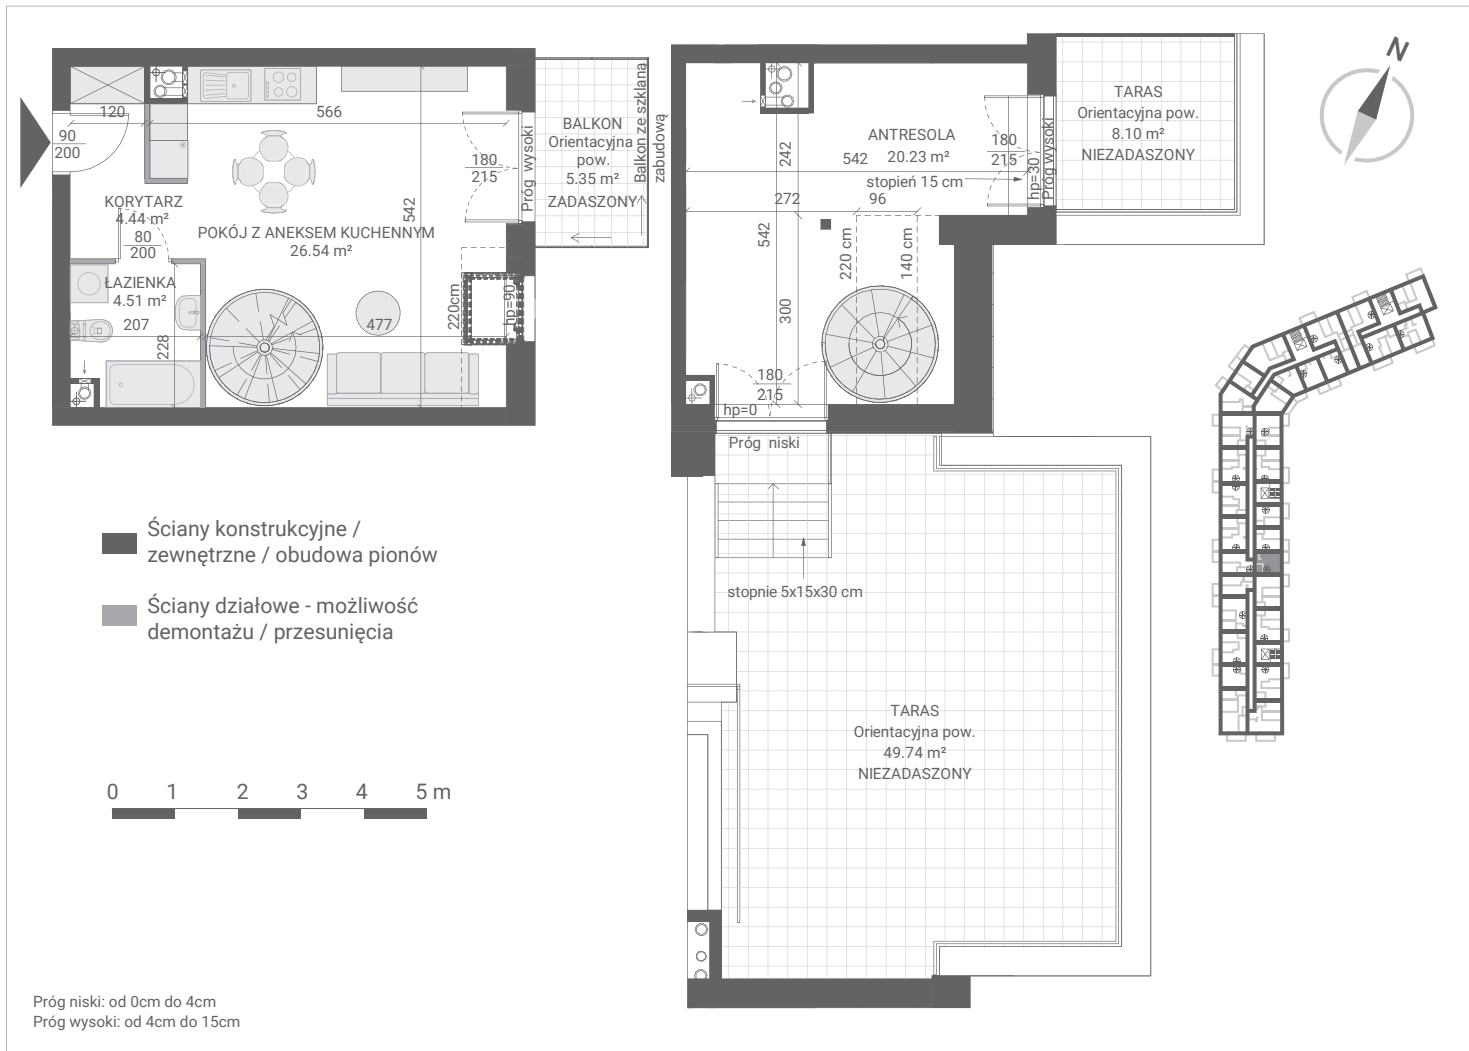 120
566
90
200
KORYTARZ
4.44 m²
80
200
POKÓJ Z ANEKSEM KUCHENNYM
26.54 m²
542
180
215
Próg wysoki
BALKON
Orientacyjna
pow.
5.35 m²
ZADASZONY
Balkon ze szklaną
zabudową
ŁAZIENKA
4.51 m²
207
228
477
220cm
hp=90
ANTRESOLA
20.23 m²
542
stopień 15 cm
242
272
96
542
300
220 cm
140 cm
180
215
hp=30
Próg wysoki
TARAS
Orientacyjna pow.
8.10 m²
NIEZADASZONY
180
215
hp=0
Próg niski
stopnie 5x15x30 cm
TARAS
Orientacyjna pow.
49.74 m²
NIEZADASZONY
N
Ściany konstrukcyjne /
zewnętrzne / obudowa pionów
Ściany działowe - możliwość
demontażu / przesunięcia
0 1 2 3 4 5 m
Próg niski: od 0cm do 4cm
Próg wysoki: od 4cm do 15cm